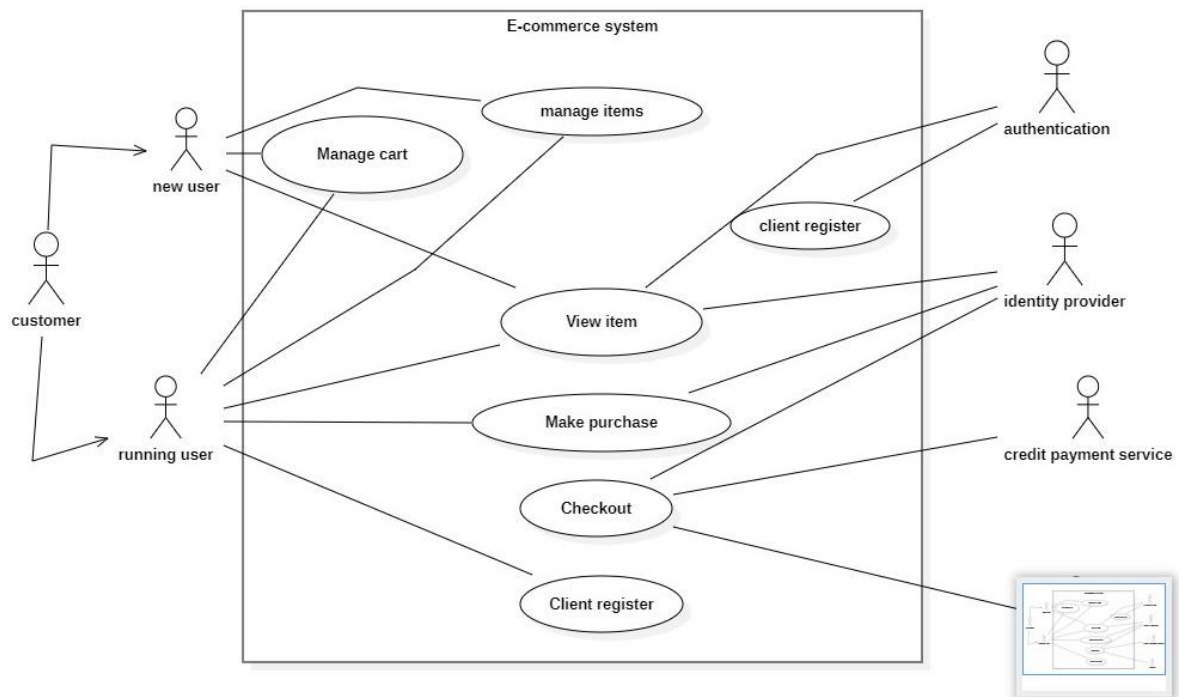 E-commerce system
manage items
authentication
Manage cart
new user
client register
identity provider
customer
View item
Make purchase
running user
credit payment service
Checkout
Client register